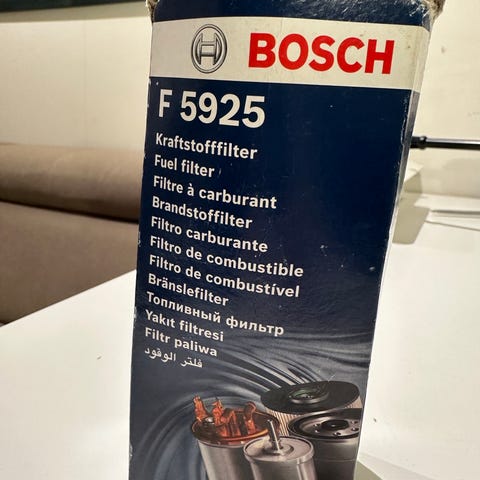 BOSCH
F 5925
Kraftstofffilter
Fuel filter
Filtre à carburant
Brandstoffilter
Filtro carburante
Filtro de combustible
Filtro de combustível
Bränslefilter
Топливный фильтр
Yakıt filtresi
Filtr paliwa
فلتر الوقود